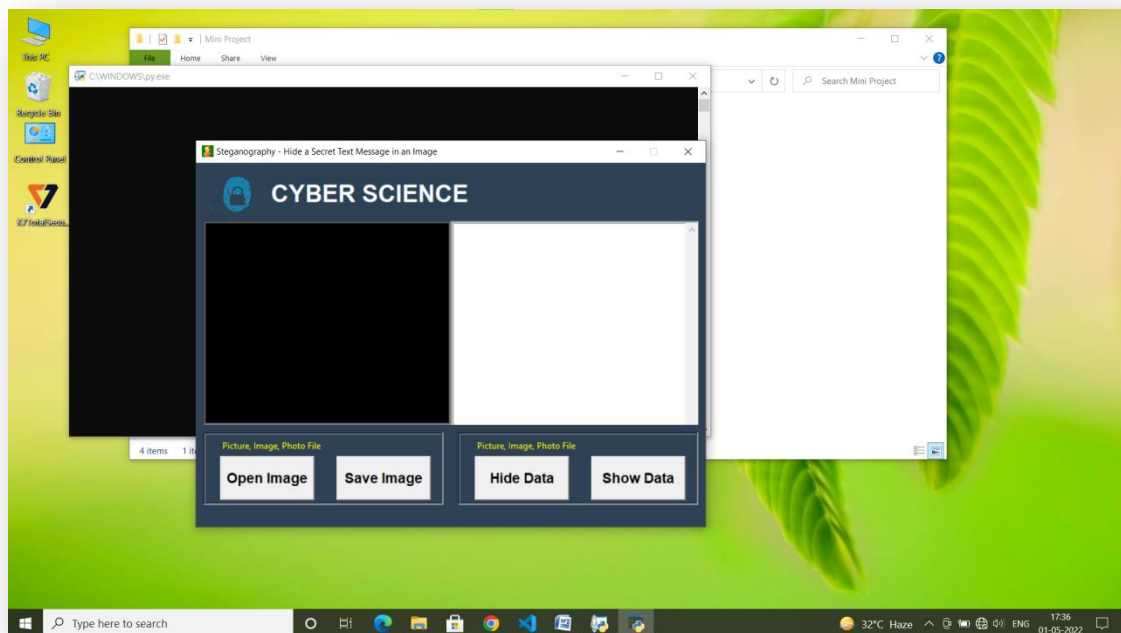 This PC
Recycle Bin
Control Panel
K7TotalSecu...
Mini Project
File Home Share View
Search Mini Project
C:\WINDOWS\py.exe
Steganography - Hide a Secret Text Message in an Image
CYBER SCIENCE
Picture, Image, Photo File
Open Image Save Image
Picture, Image, Photo File
Hide Data Show Data
4 items
Type here to search
32°C Haze
ENG
17:36
01-05-2022